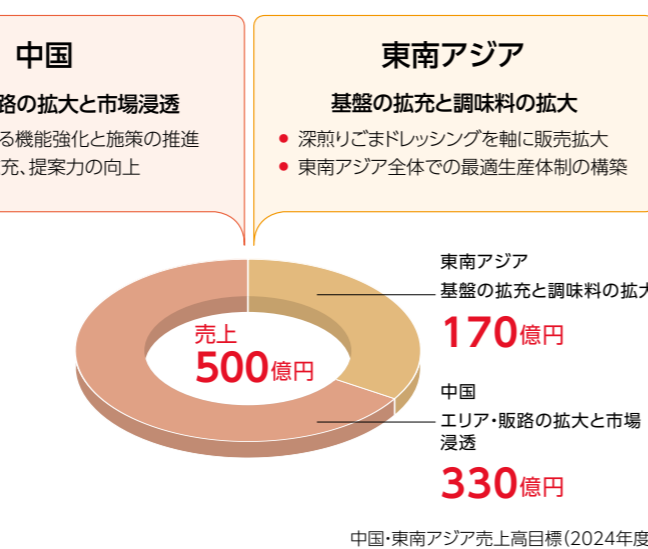 中国
路の拡大と市場浸透
る機能強化と施策の推進
充、提案力の向上
東南アジア
基盤の拡充と調味料の拡大
● 深煎りごまドレッシングを軸に販売拡大
● 東南アジア全体での最適生産体制の構築
売上
500億円
東南アジア
基盤の拡充と調味料の拡大
170億円
中国
エリア・販路の拡大と市場
浸透
330億円
中国・東南アジア売上高目標（2024年度